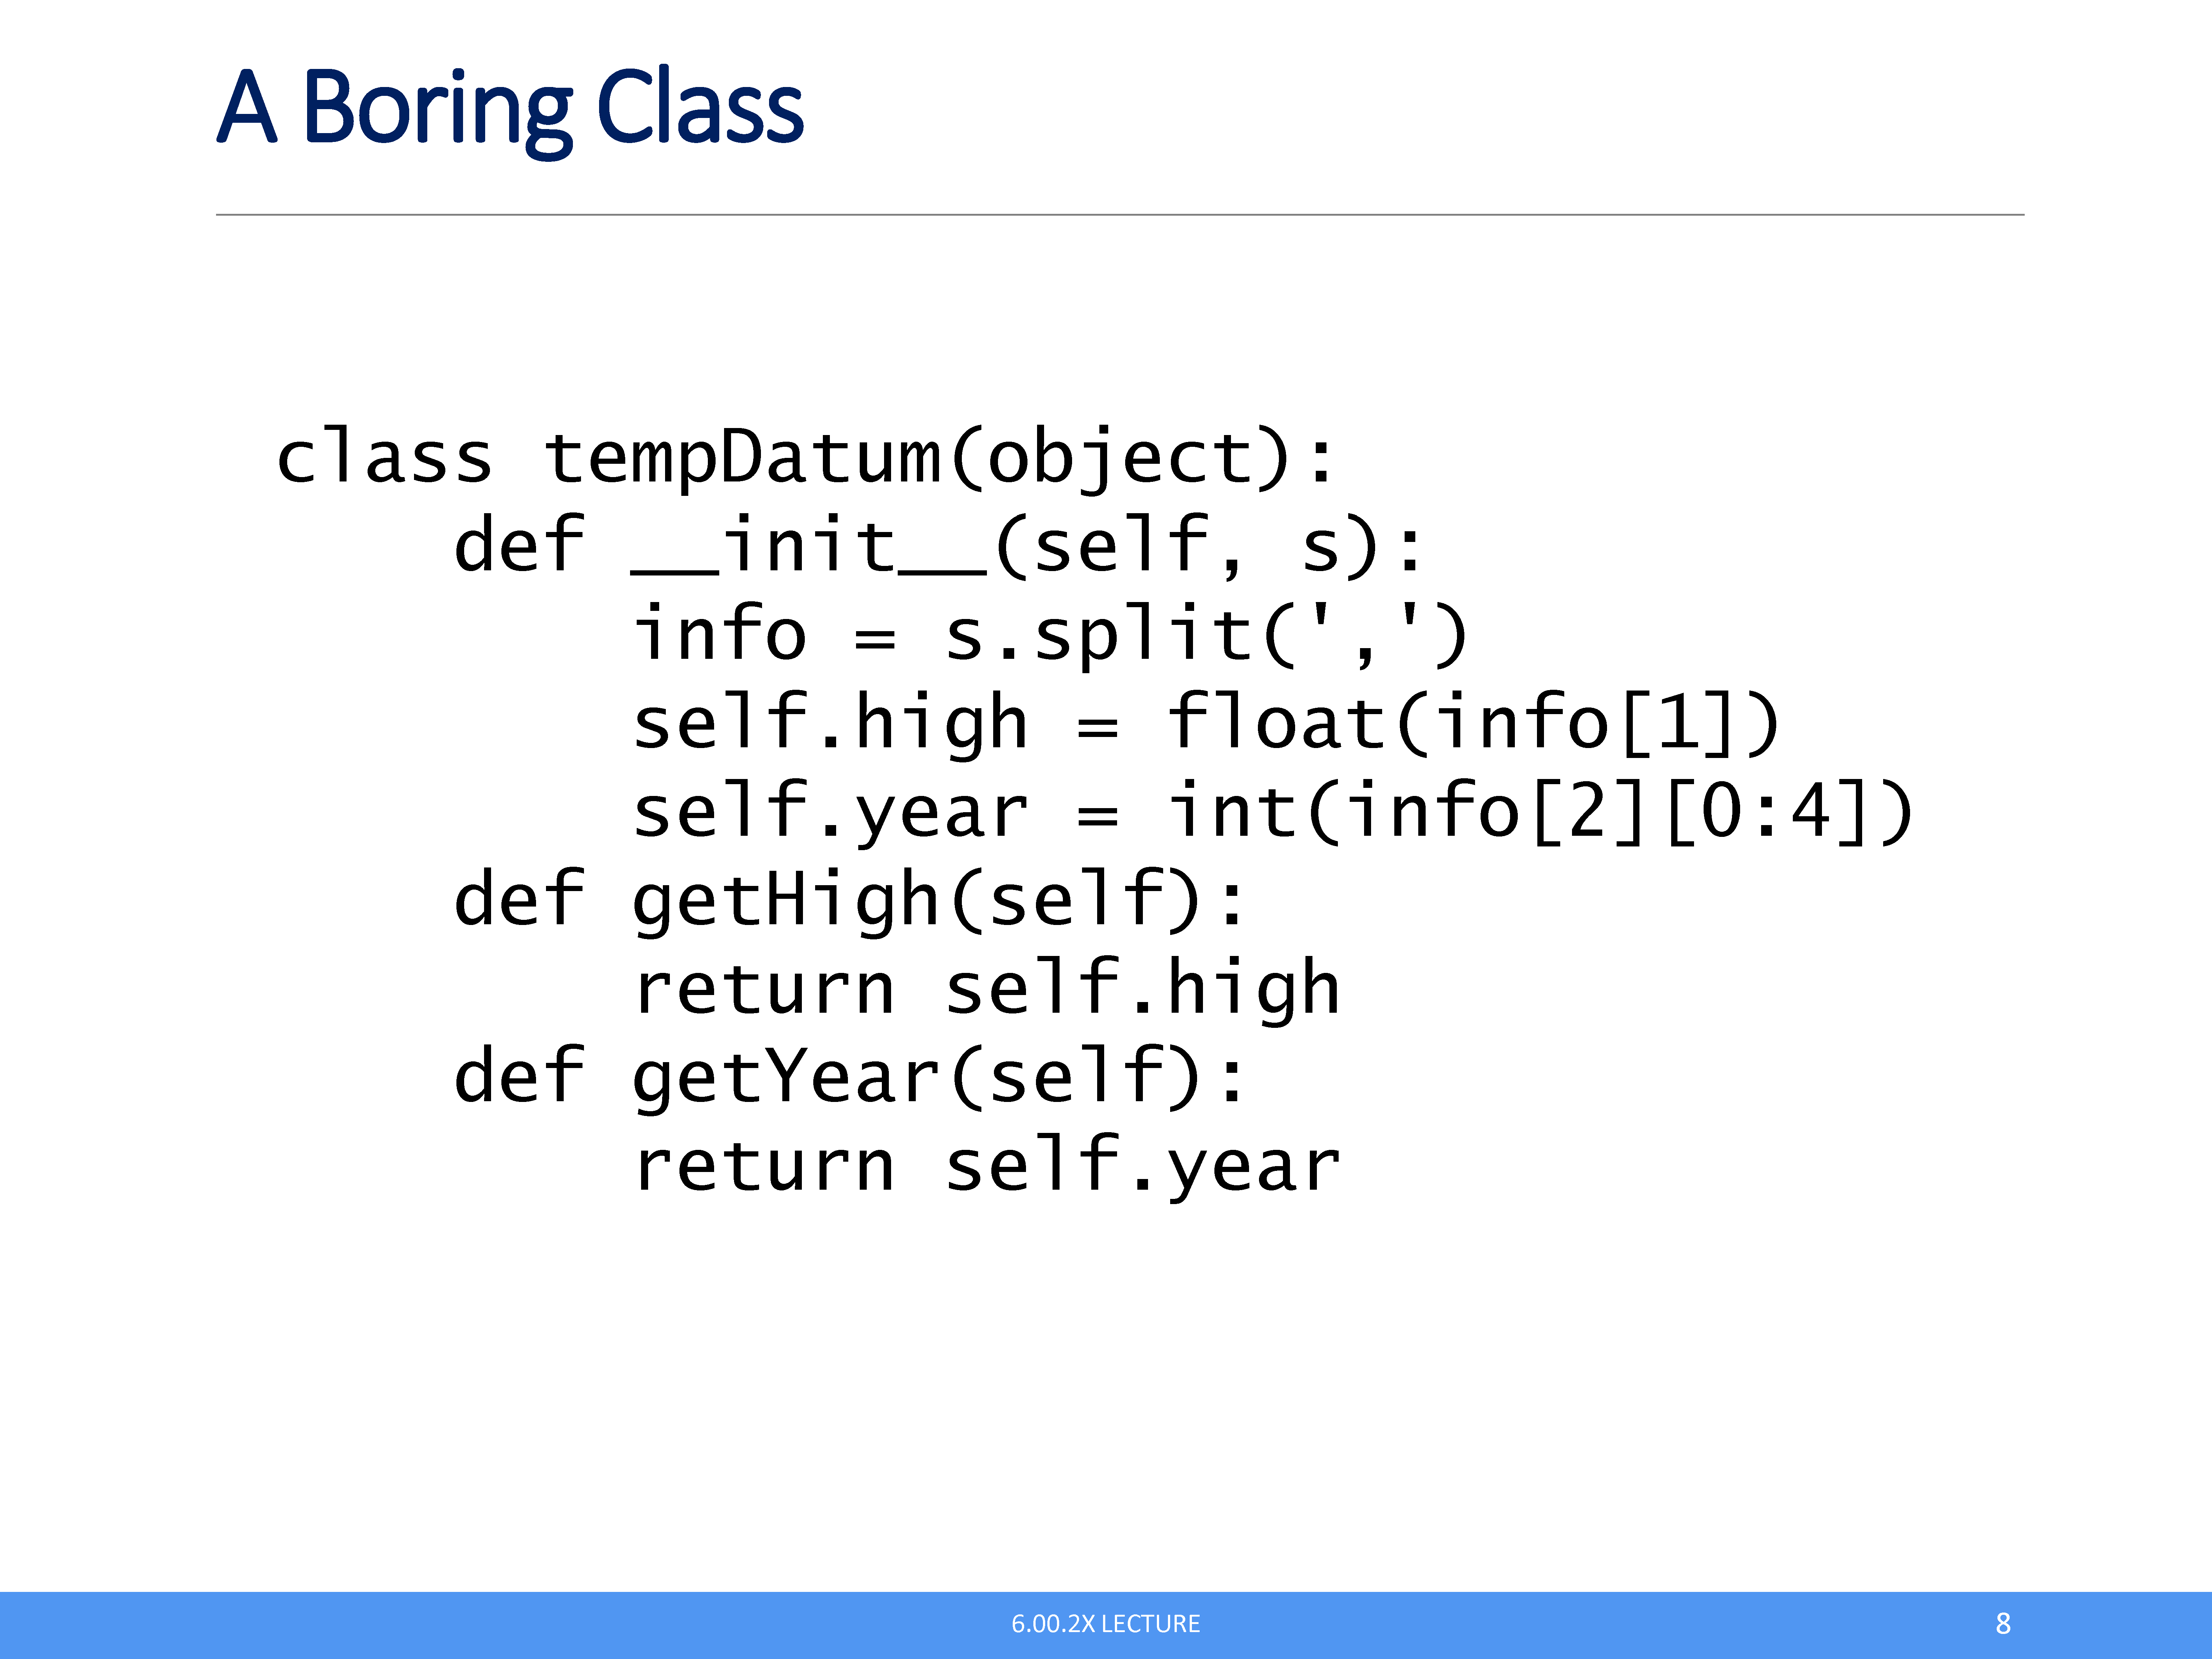 A Boring Class
class tempDatum(object):
    def __init__(self, s):
        info = s.split(',')
        self.high = float(info[1])
        self.year = int(info[2][0:4])
    def getHigh(self):
        return self.high
    def getYear(self):
        return self.year
6.00.2X LECTURE
8